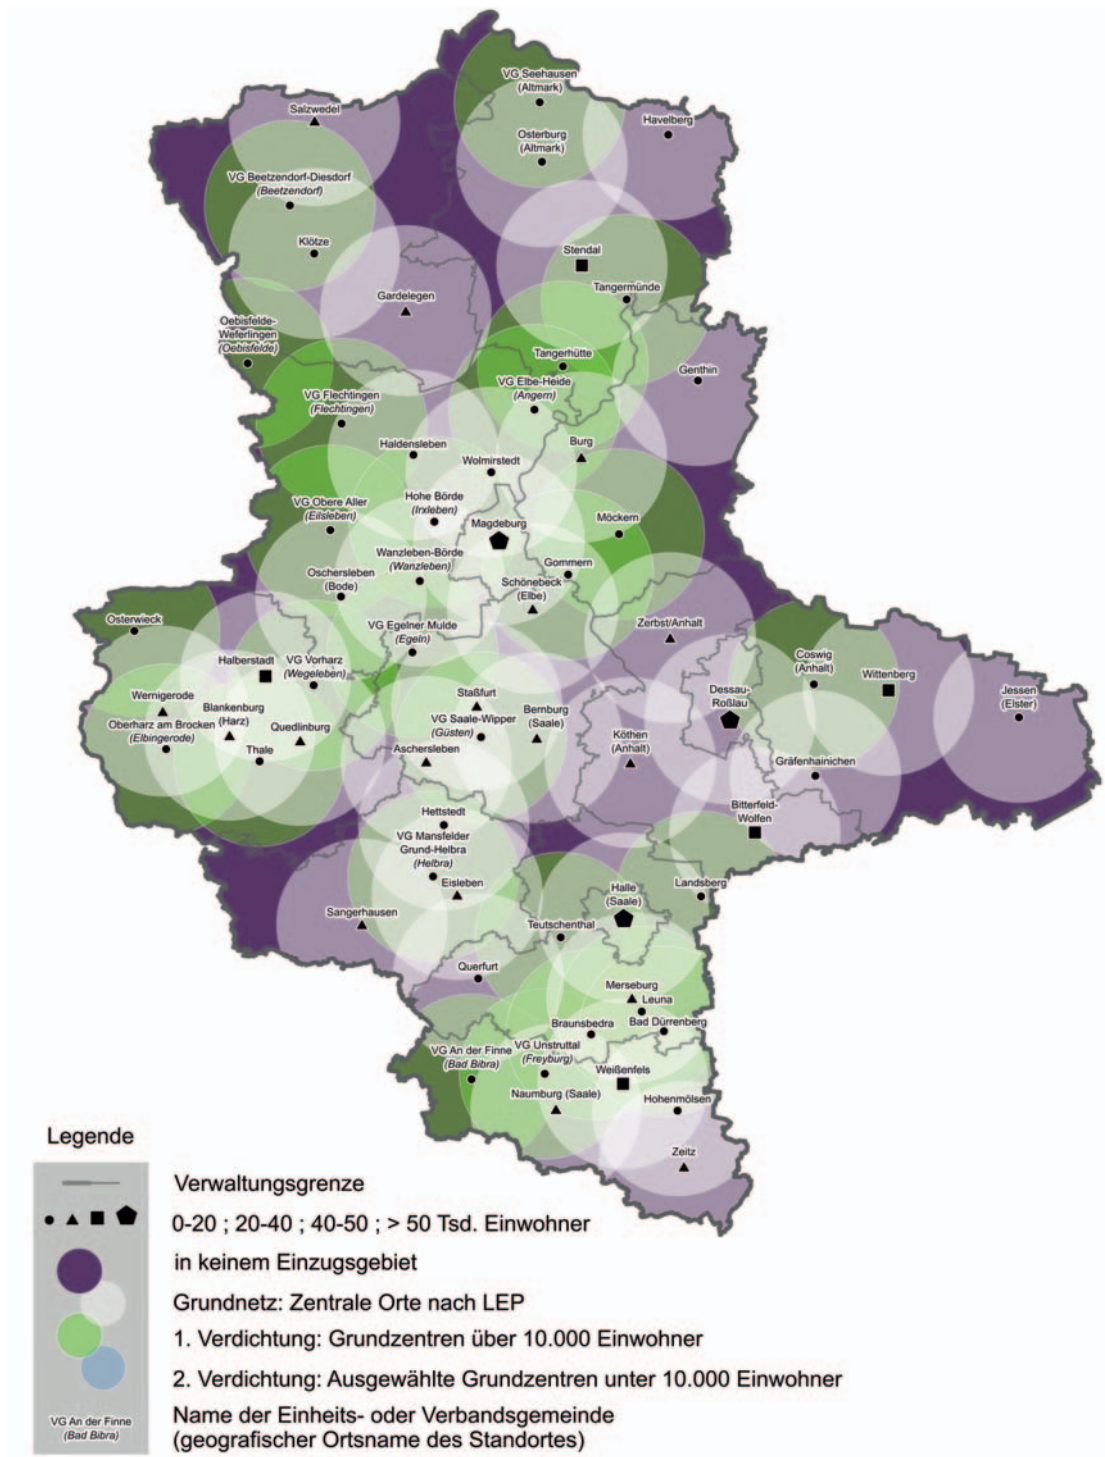 VG Seehausen
(Altmark)
Salzwedel
Havelberg
Osterburg
(Altmark)
VG Beetzendorf-Diesdorf
(Beetzendorf)
Klötze
Stendal
Gardelegen
Tangermünde
Oebisfelde-
Weferlingen
(Oebisfelde)
Tangerhütte
Genthin
VG Elbe-Heide
(Angern)
VG Flechtingen
(Flechtingen)
Haldensleben
Burg
Wolmirstedt
VG Obere Aller
(Eilsleben)
Hohe Börde
(Irxleben)
Magdeburg
Möckern
Wanzleben-Börde
(Wanzleben)
Gommern
Oschersleben
(Bode)
Schönebeck
(Elbe)
Osterwieck
VG Egelner Mulde
(Egeln)
Zerbst/Anhalt
Halberstadt
VG Vorharz
(Wegeleben)
Coswig
(Anhalt)
Wittenberg
Wernigerode
Staßfurt
Dessau-
Roßlau
Jessen
(Elster)
Blankenburg
(Harz)
VG Saale-Wipper
(Güsten)
Bernburg
(Saale)
Oberharz am Brocken
(Elbingerode)
Quedlinburg
Köthen
(Anhalt)
Thale
Aschersleben
Gräfenhainichen
Hettstedt
Bitterfeld-
Wolfen
VG Mansfelder
Grund-Helbra
(Helbra)
Eisleben
Halle
(Saale)
Landsberg
Sangerhausen
Teutschenthal
Querfurt
Merseburg
Leuna
Braunsbedra
Bad Dürrenberg
VG An der Finne
(Bad Bibra)
VG Unstruttal
(Freyburg)
Weißenfels
Naumburg (Saale)
Hohenmölsen
Zeitz
Legende
Verwaltungsgrenze
0-20 ; 20-40 ; 40-50 ; > 50 Tsd. Einwohner
in keinem Einzugsgebiet
Grundnetz: Zentrale Orte nach LEP
1. Verdichtung: Grundzentren über 10.000 Einwohner
2. Verdichtung: Ausgewählte Grundzentren unter 10.000 Einwohner
VG An der Finne
(Bad Bibra)
Name der Einheits- oder Verbandsgemeinde
(geografischer Ortsname des Standortes)